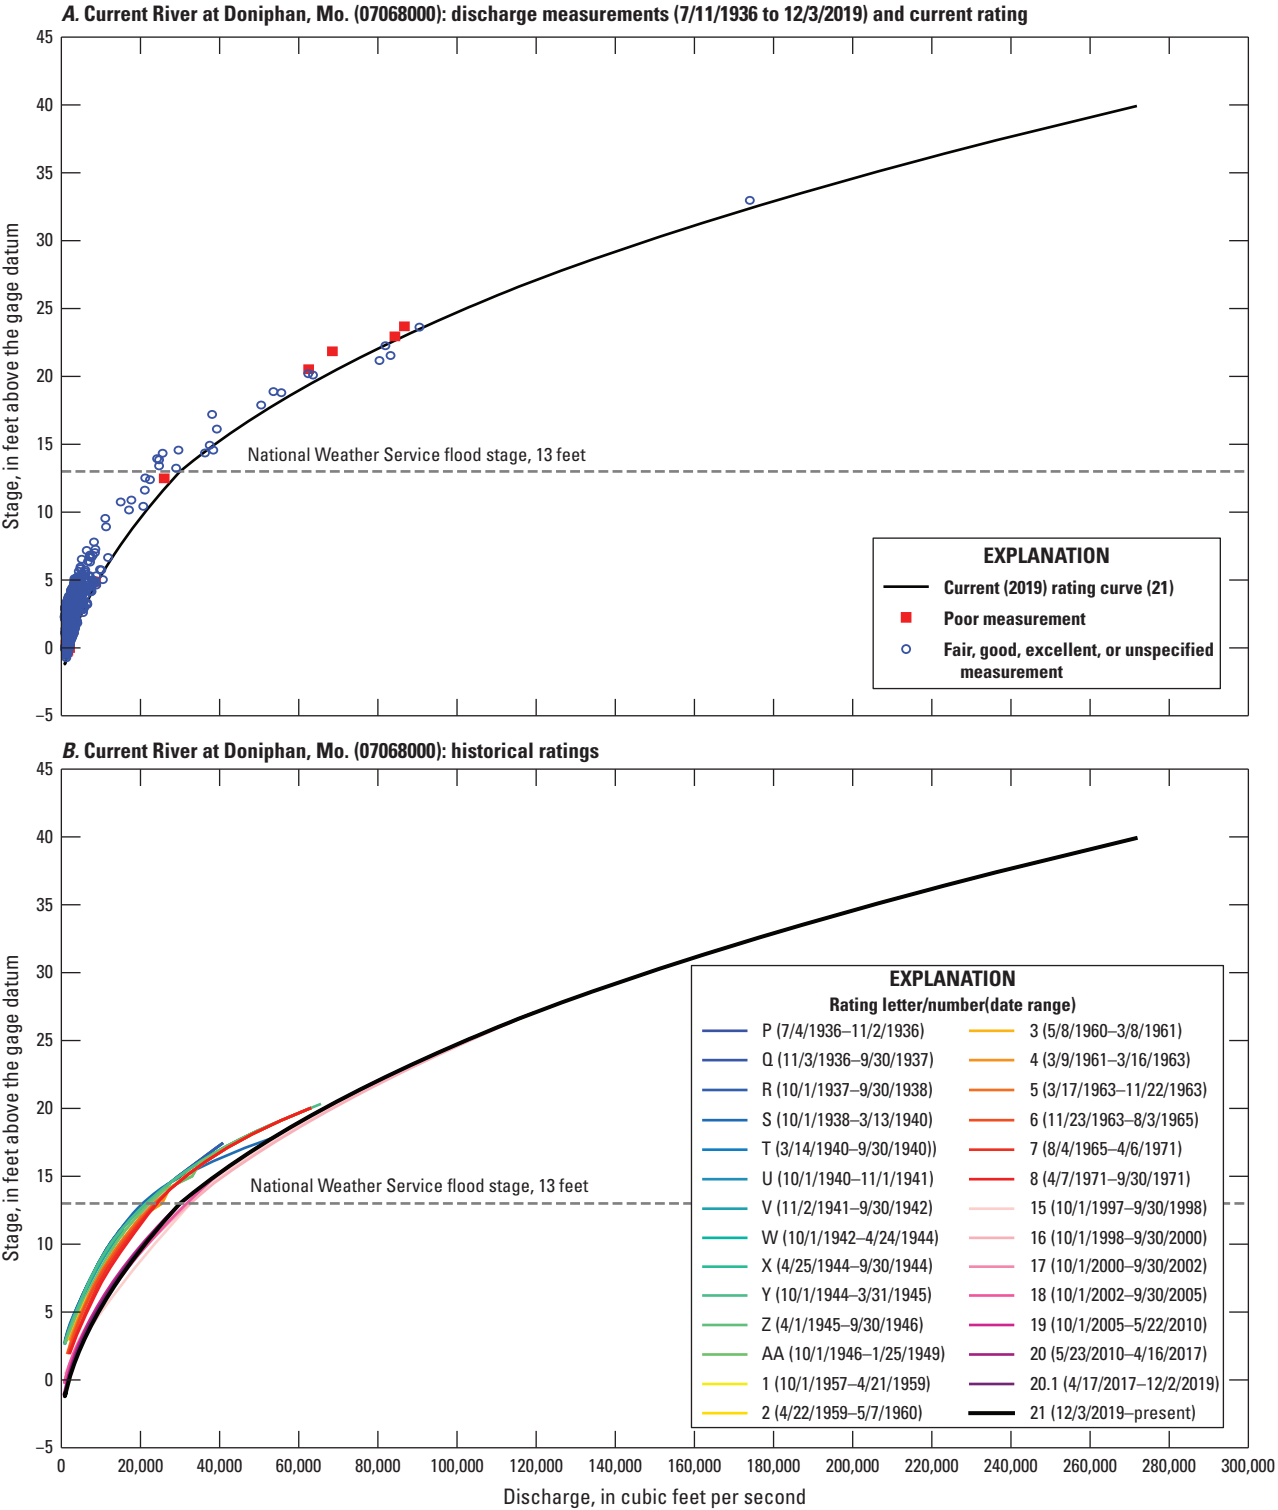 A. Current River at Doniphan, Mo. (07068000): discharge measurements (7/11/1936 to 12/3/2019) and current rating
45
40
35
30
25
20
15
10
5
0
–5
Stage, in feet above the gage datum
National Weather Service flood stage, 13 feet
EXPLANATION
Current (2019) rating curve (21)
Poor measurement
Fair, good, excellent, or unspecified
measurement
B. Current River at Doniphan, Mo. (07068000): historical ratings
45
40
35
30
25
20
15
10
5
0
–5
Stage, in feet above the gage datum
National Weather Service flood stage, 13 feet
EXPLANATION
Rating letter/number(date range)
P (7/4/1936–11/2/1936)
Q (11/3/1936–9/30/1937)
R (10/1/1937–9/30/1938)
S (10/1/1938–3/13/1940)
T (3/14/1940–9/30/1940))
U (10/1/1940–11/1/1941)
V (11/2/1941–9/30/1942)
W (10/1/1942–4/24/1944)
X (4/25/1944–9/30/1944)
Y (10/1/1944–3/31/1945)
Z (4/1/1945–9/30/1946)
AA (10/1/1946–1/25/1949)
1 (10/1/1957–4/21/1959)
2 (4/22/1959–5/7/1960)
3 (5/8/1960–3/8/1961)
4 (3/9/1961–3/16/1963)
5 (3/17/1963–11/22/1963)
6 (11/23/1963–8/3/1965)
7 (8/4/1965–4/6/1971)
8 (4/7/1971–9/30/1971)
15 (10/1/1997–9/30/1998)
16 (10/1/1998–9/30/2000)
17 (10/1/2000–9/30/2002)
18 (10/1/2002–9/30/2005)
19 (10/1/2005–5/22/2010)
20 (5/23/2010–4/16/2017)
20.1 (4/17/2017–12/2/2019)
21 (12/3/2019–present)
0 20,000 40,000 60,000 80,000 100,000 120,000 140,000 160,000 180,000 200,000 220,000 240,000 260,000 280,000 300,000
Discharge, in cubic feet per second